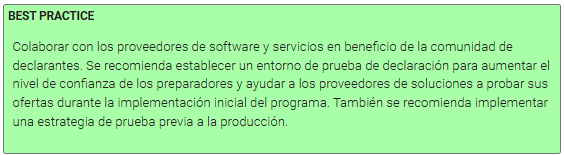 BEST PRACTICE
Colaborar con los proveedores de software y servicios en beneficio de la comunidad de
declarantes. Se recomienda establecer un entorno de prueba de declaración para aumentar el
nivel de confianza de los preparadores y ayudar a los proveedores de soluciones a probar sus
ofertas durante la implementación inicial del programa. También se recomienda implementar
una estrategia de prueba previa a la producción.